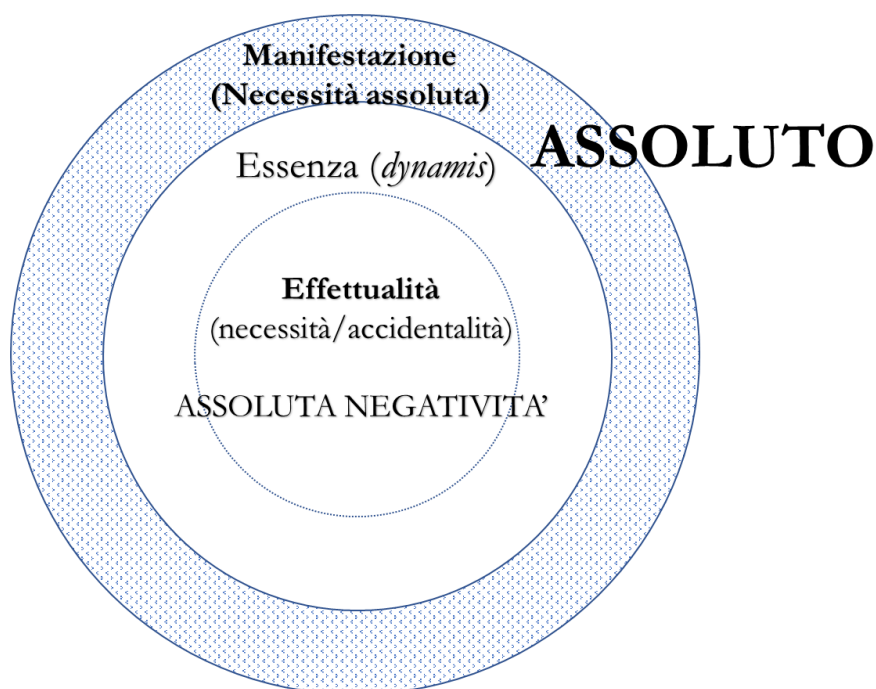 Manifestazione
(Necessità assoluta)
ASSOLUTO
Essenza (dynamis)
Effettualità
(necessità/accidentalità)
ASSOLUTA NEGATIVITA’